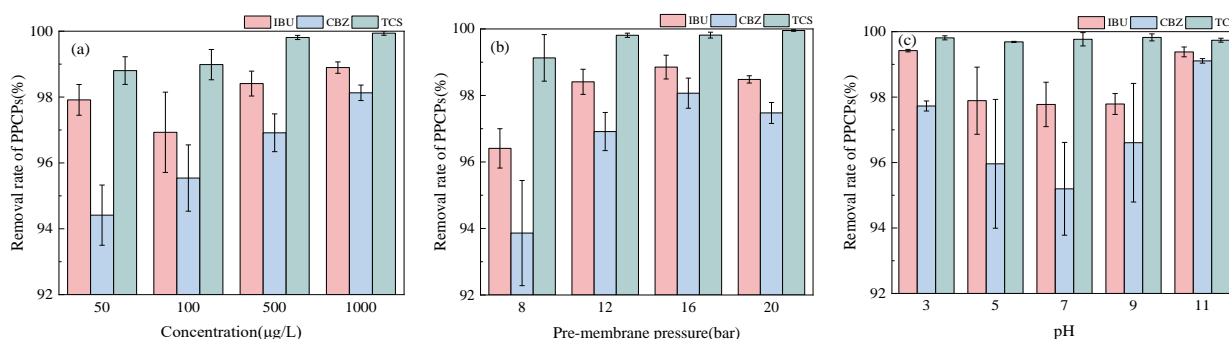 IBU CBZ TCS
(a)
Removal rate of PPCPs(%)
100
98
96
94
92
50 100 500 1000
Concentration(μg/L)
IBU CBZ TCS
(b)
Removal rate of PPCPs(%)
100
98
96
94
92
8 12 16 20
Pre-membrane pressure(bar)
IBU CBZ TCS
(c)
Removal rate of PPCPs(%)
100
98
96
94
92
3 5 7 9 11
pH